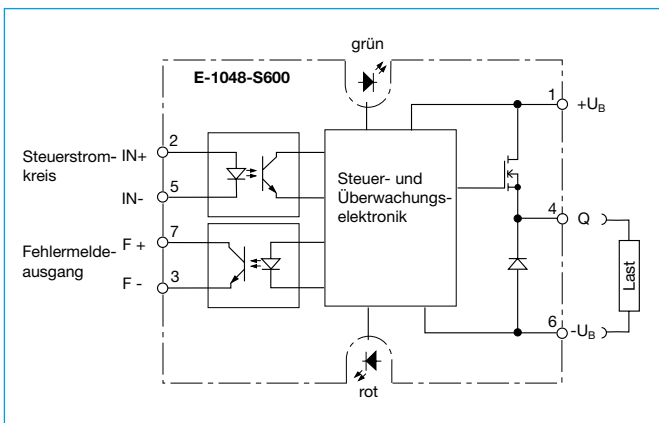 grün
E-1048-S600
1
+UB
2
Steuerstrom-
kreis
IN+
5
IN-
Steuer- und
Überwachungs-
elektronik
4
Q
7
Fehlermelde-
ausgang
F +
3
F -
Last
6
-UB
rot